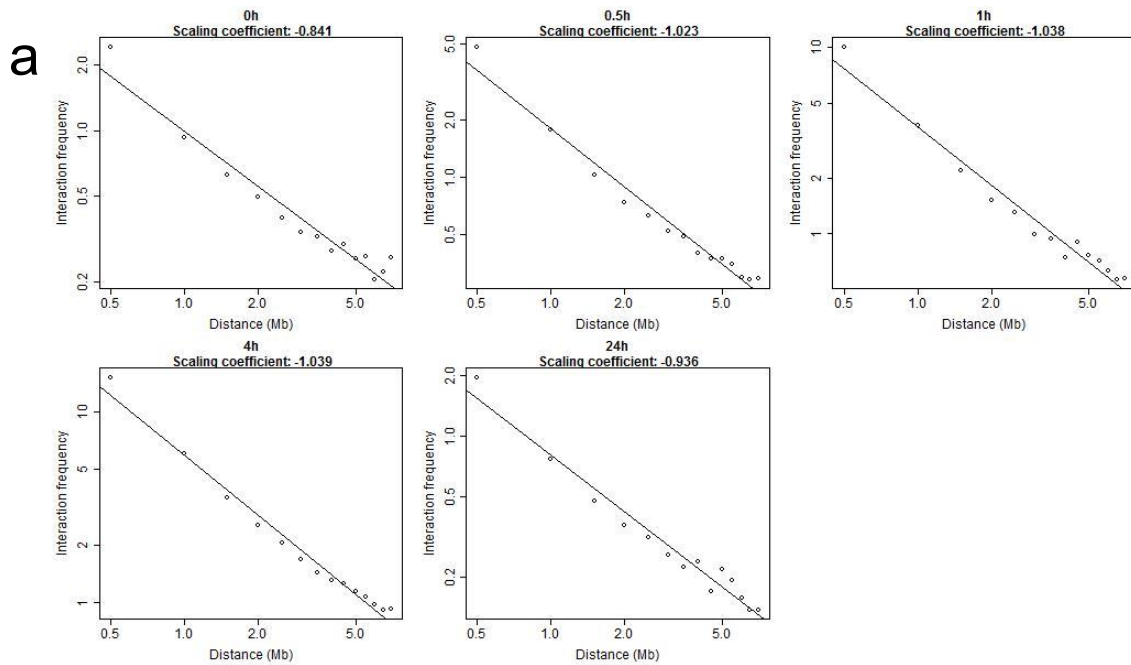 a
0h
Scaling coefficient: -0.841
Interaction frequency
2.0
1.0
0.5
0.2
0.5 1.0 2.0 5.0
Distance (Mb)
0.5h
Scaling coefficient: -1.023
Interaction frequency
5.0
2.0
1.0
0.5
0.5 1.0 2.0 5.0
Distance (Mb)
1h
Scaling coefficient: -1.038
Interaction frequency
10
5
2
1
0.5 1.0 2.0 5.0
Distance (Mb)
4h
Scaling coefficient: -1.039
Interaction frequency
10
5
2
1
0.5 1.0 2.0 5.0
Distance (Mb)
24h
Scaling coefficient: -0.936
Interaction frequency
2.0
1.0
0.5
0.2
0.5 1.0 2.0 5.0
Distance (Mb)